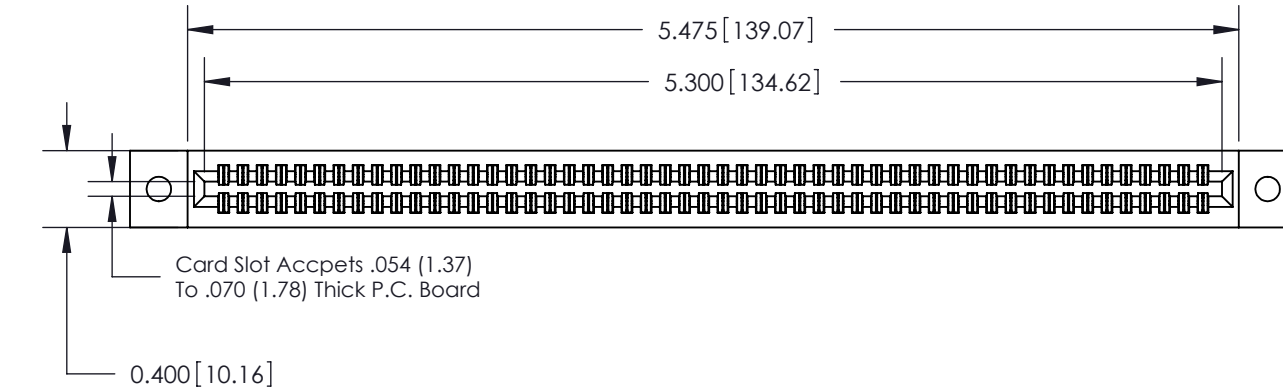 5.475[139.07]
5.300[134.62]
Card Slot Accpets .054 (1.37)
To .070 (1.78) Thick P.C. Board
0.400[10.16]